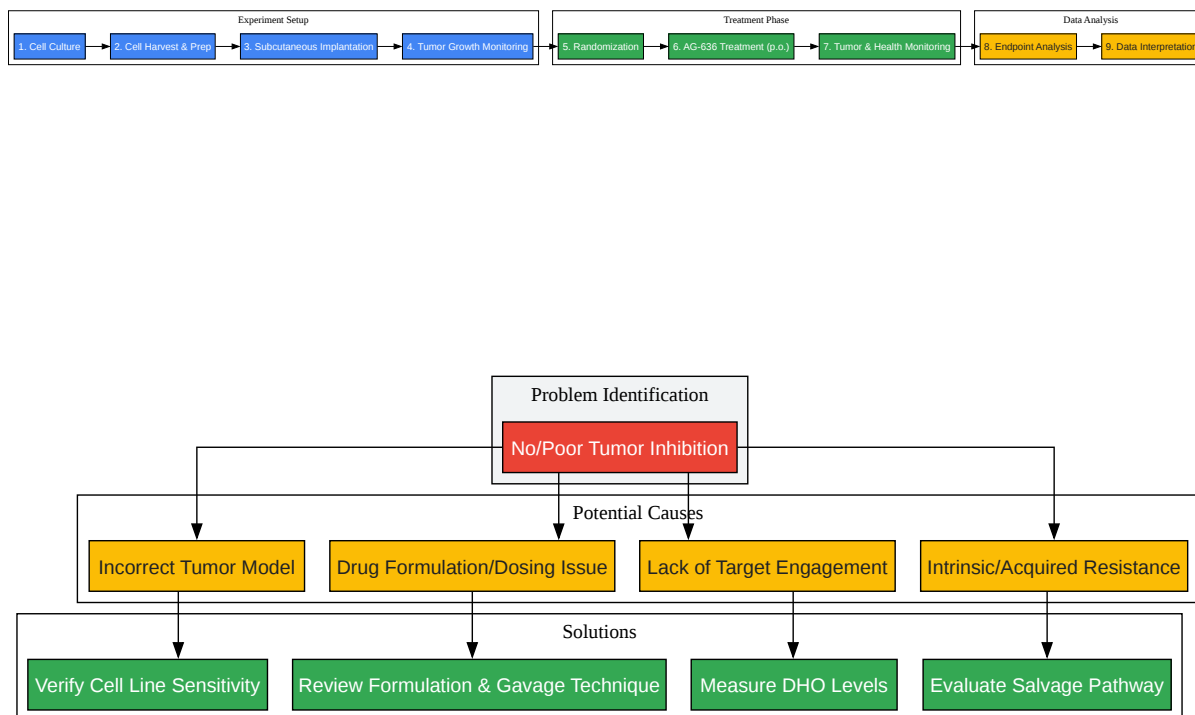 Experiment Setup
Treatment Phase
Data Analysis
1. Cell Culture
2. Cell Harvest & Prep
3. Subcutaneous Implantation
4. Tumor Growth Monitoring
5. Randomization
6. AG-636 Treatment (p.o.)
7. Tumor & Health Monitoring
8. Endpoint Analysis
9. Data Interpretation
Problem Identification
No/Poor Tumor Inhibition
Potential Causes
Incorrect Tumor Model
Drug Formulation/Dosing Issue
Lack of Target Engagement
Intrinsic/Acquired Resistance
Solutions
Verify Cell Line Sensitivity
Review Formulation & Gavage Technique
Measure DHO Levels
Evaluate Salvage Pathway